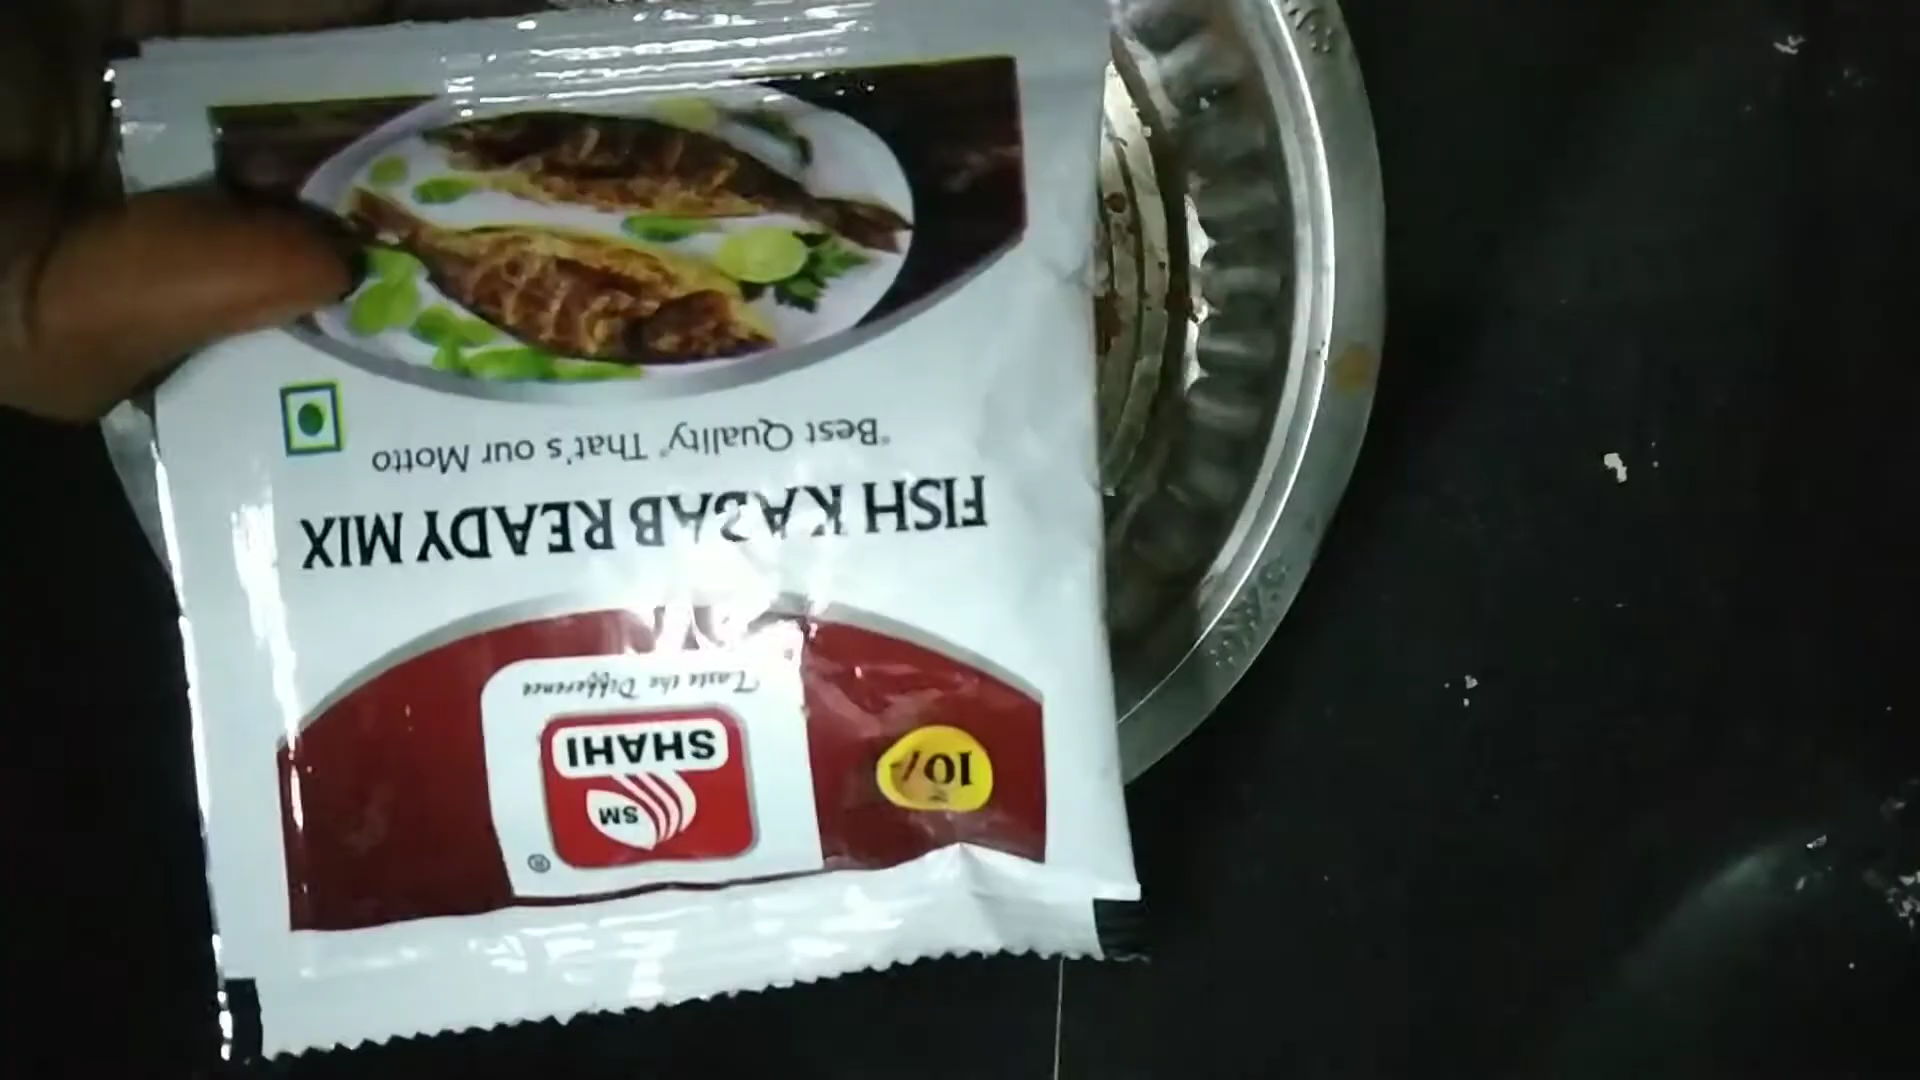 ₹
10/-
SM
SHAHI
®
Taste the Difference
FISH KABAB READY MIX
"Best Quality" That's our Motto